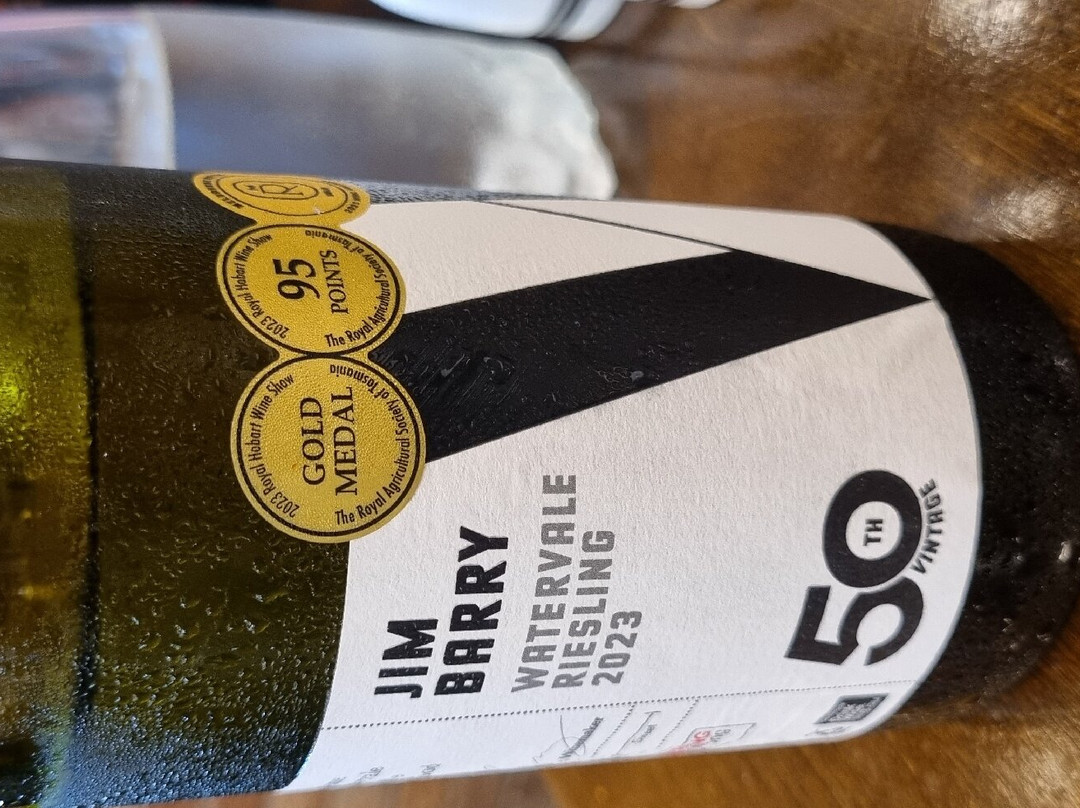 2023 Royal Hobart Wine Show
GOLD
MEDAL
The Royal Agricultural Society of Tasmania
2023 Royal Hobart Wine Show
95
POINTS
The Royal Agricultural Society of Tasmania
JIM
BARRY
WATERVALE
RIESLING
2023
50
TH
VINTAGE